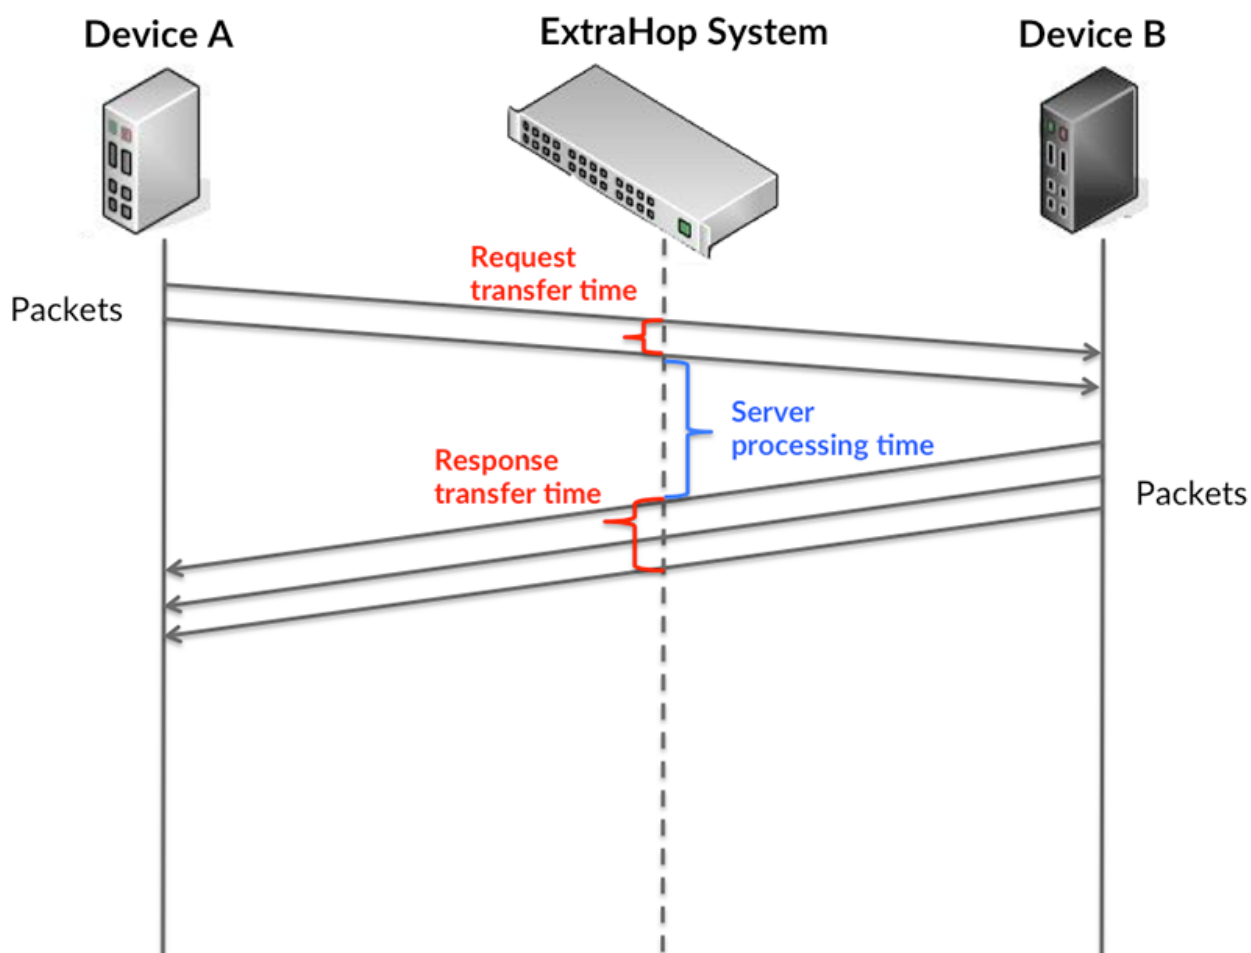 Device A
ExtraHop System
Device B
Request
transfer time
Packets
Server
processing time
Response
transfer time
Packets